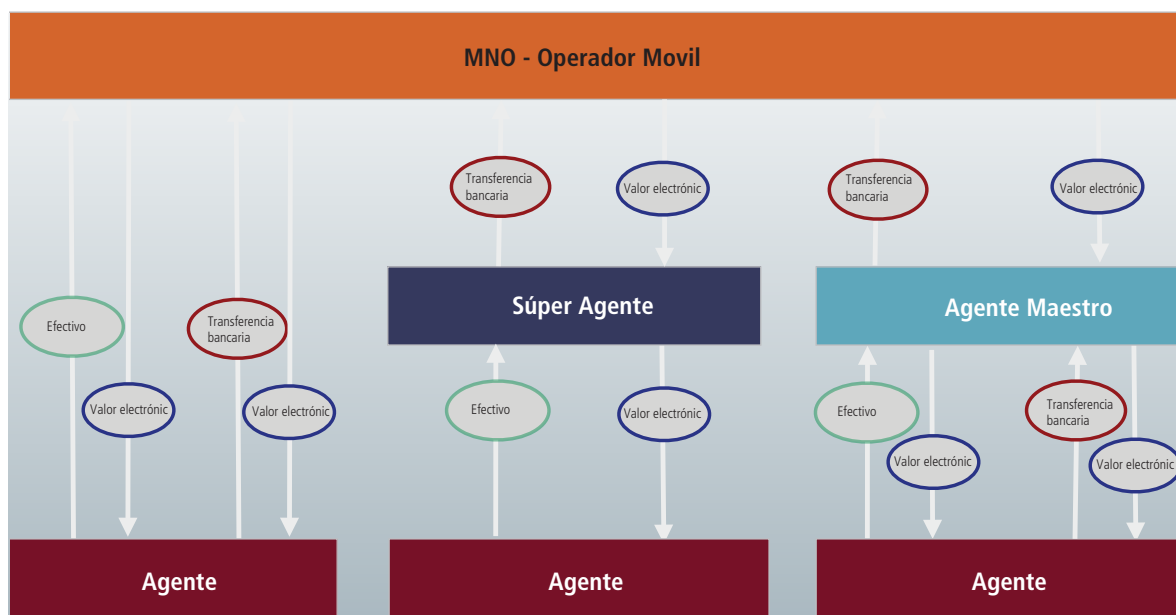 MNO - Operador Movil
Transferencia
bancaria
Valor electrónic
Transferencia
bancaria
Valor electrónic
Súper Agente
Agente Maestro
Efectivo
Transferencia
bancaria
Valor electrónic
Valor electrónic
Efectivo
Valor electrónic
Efectivo
Transferencia
bancaria
Valor electrónic
Valor electrónic
Agente
Agente
Agente